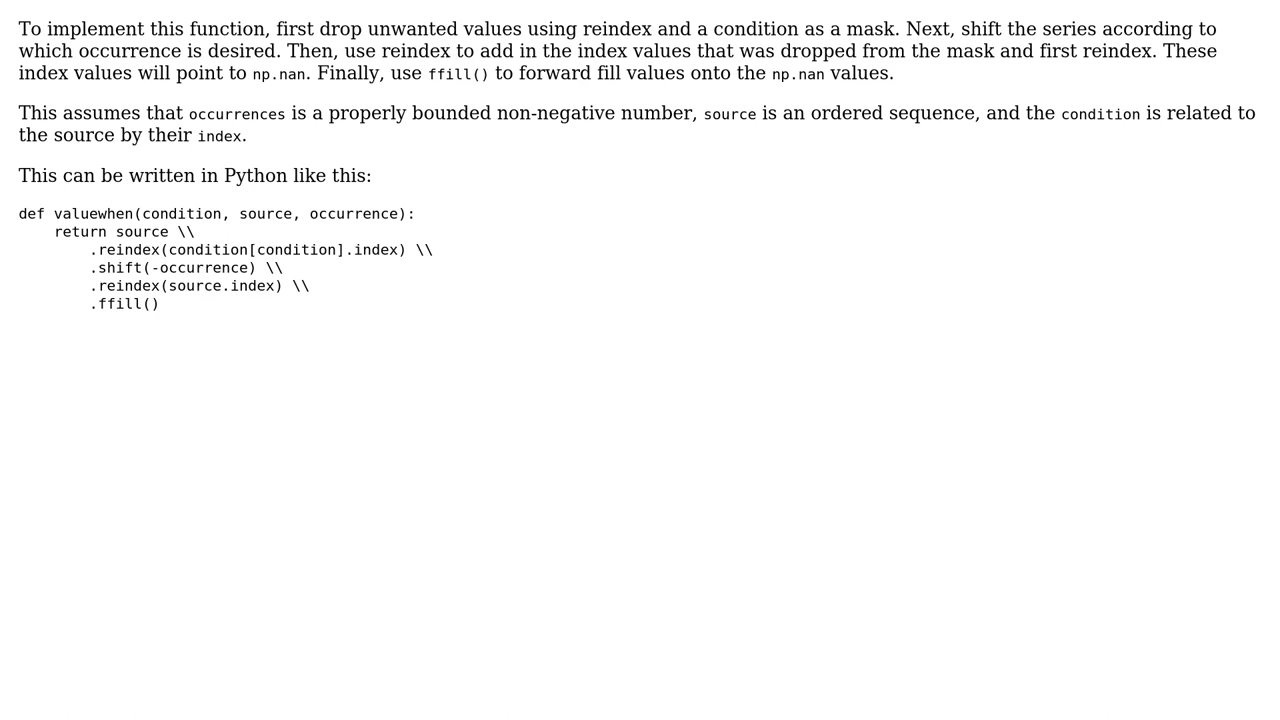 To implement this function, first drop unwanted values using reindex and a condition as a mask. Next, shift the series according to
which occurrence is desired. Then, use reindex to add in the index values that was dropped from the mask and first reindex. These
index values will point to np.nan. Finally, use ffill() to forward fill values onto the np.nan values.
This assumes that occurrences is a properly bounded non-negative number, source is an ordered sequence, and the condition is related to
the source by their index.
This can be written in Python like this:
def valuewhen(condition, source, occurrence):
    return source \\
        .reindex(condition[condition].index) \\
        .shift(-occurrence) \\
        .reindex(source.index) \\
        .ffill()